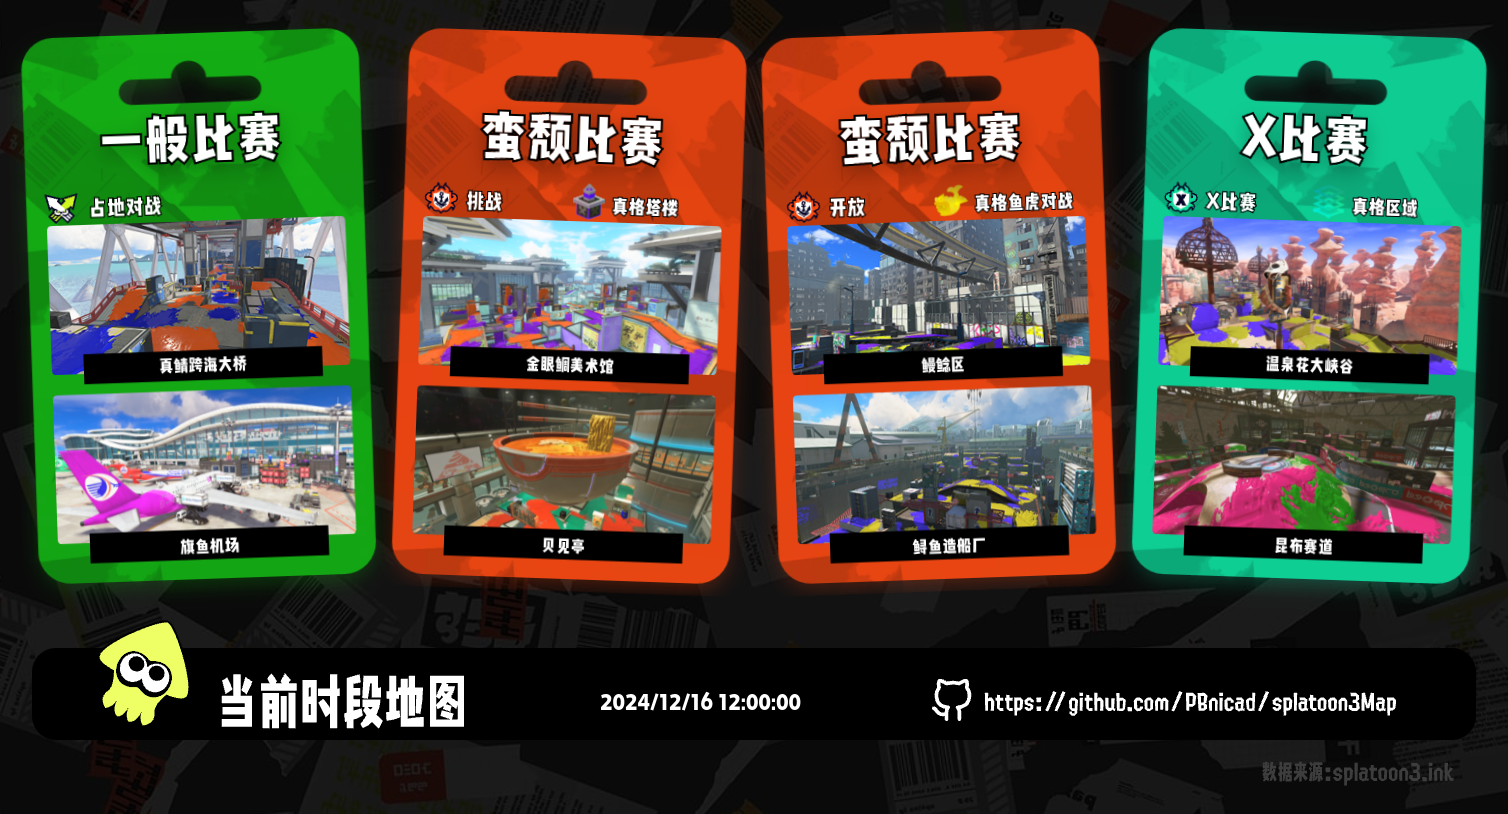 一般比赛
占地对战
真鲭跨海大桥
旗鱼机场
蛮颓比赛
挑战
真格塔楼
金眼鲷美术馆
贝见亭
蛮颓比赛
开放
真格鱼虎对战
鳗鲶区
鲟鱼造船厂
X比赛
X比赛
真格区域
温泉花大峡谷
昆布赛道
当前时段地图
2024/12/16 12:00:00
https://github.com/PBnicad/splatoon3Map
数据来源:splatoon3.ink